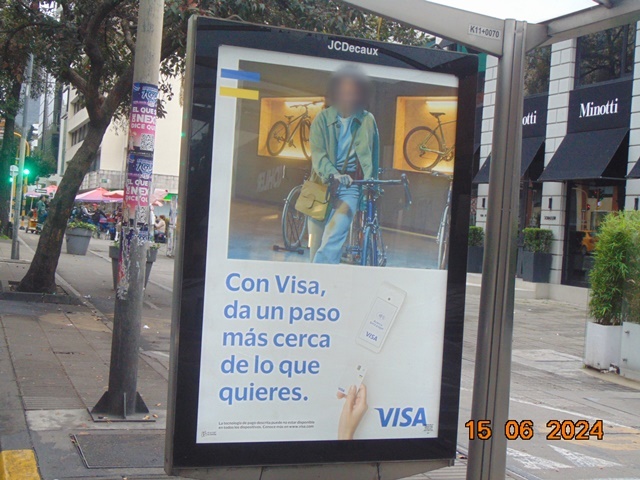 JCDecaux
K11+0070
Minotti
Con Visa,
da un paso
más cerca
de lo que
quieres.
VISA
VISA
15 06 2024